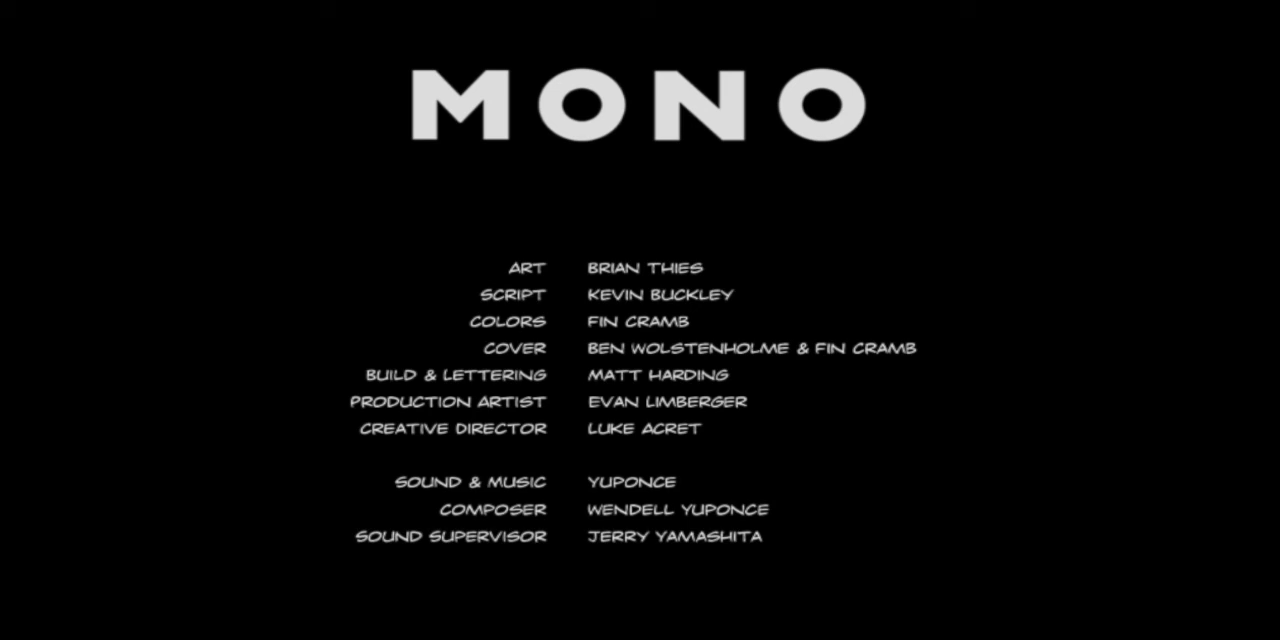 MONO
ART BRIAN THIES
SCRIPT KEVIN BUCKLEY
COLORS FIN CRAMB
COVER BEN WOLSTENHOLME & FIN CRAMB
BUILD & LETTERING MATT HARDING
PRODUCTION ARTIST EVAN LIMBERGER
CREATIVE DIRECTOR LUKE ACRET
SOUND & MUSIC YUPONCE
COMPOSER WENDELL YUPONCE
SOUND SUPERVISOR JERRY YAMASHITA